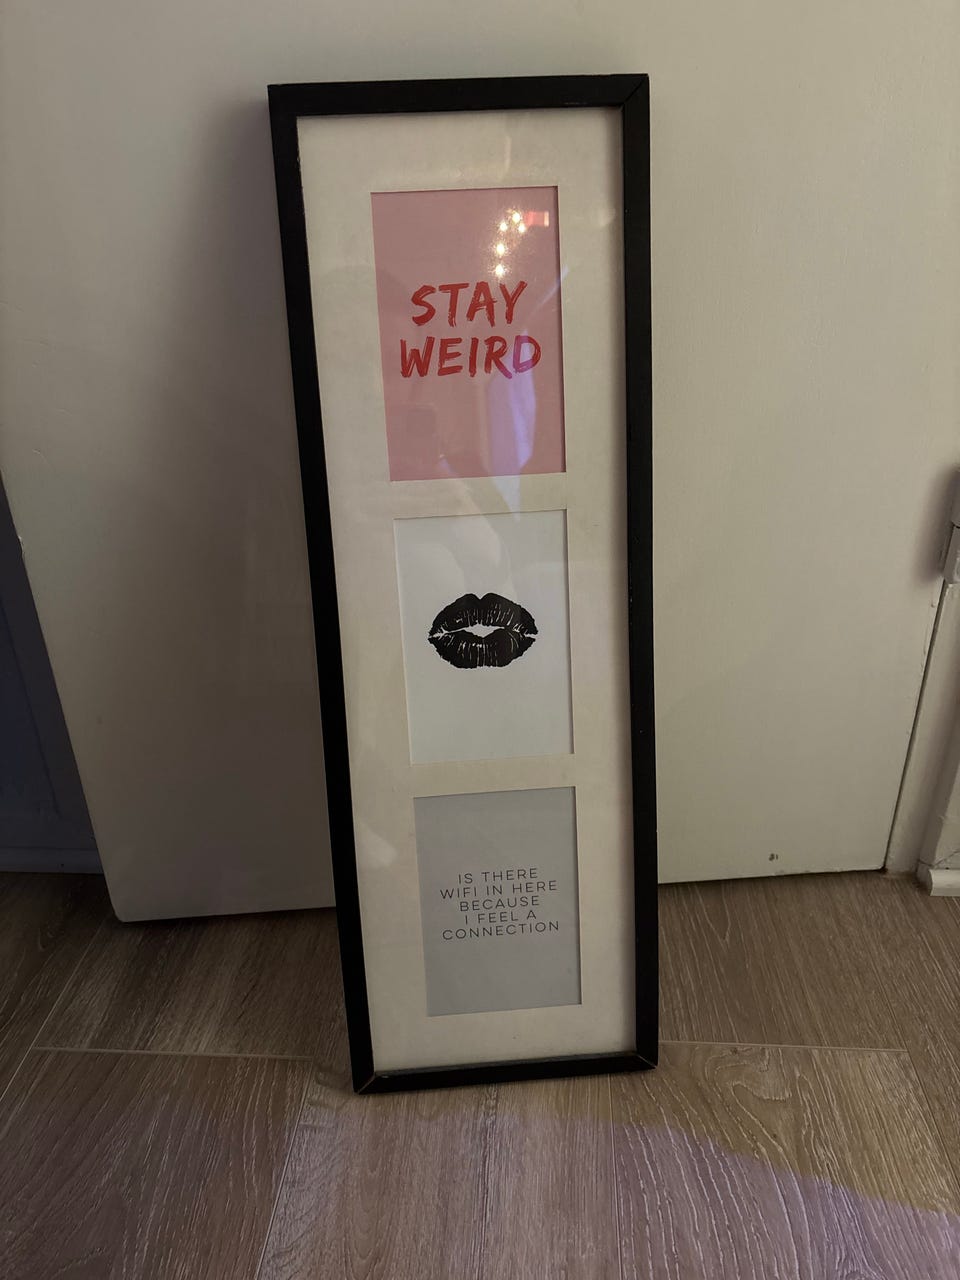 STAY
WEIRD
IS THERE
WIFI IN HERE
BECAUSE
I FEEL A
CONNECTION